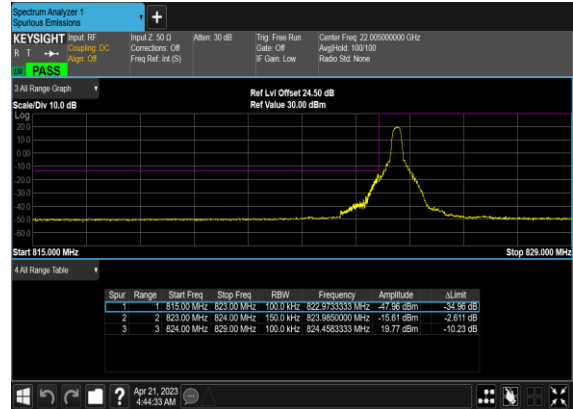 Spectrum Analyzer 1
Spurious Emissions
+
KEYSIGHT Input: RF Input Z: 50 Ω Atten: 30 dB Trig: Free Run Center Freq: 22.005000000 GHz
R T Coupling: DC Corrections: Off Gate: Off Avg|Hold: 100/100
Align: Off Freq Ref: Int (S) IF Gain: Low Radio Std: None
PASS
3 All Range Graph
Ref Lvl Offset 24.50 dB
Scale/Div 10.0 dB Ref Value 30.00 dBm
Log
20.0
10.0
0.00
-10.0
-20.0
-30.0
-40.0
-50.0
-60.0
Start 815.000 MHz Stop 829.000 MHz
4 All Range Table
Spur Range Start Freq Stop Freq RBW Frequency Amplitude ΔLimit
1 1 815.00 MHz 823.00 MHz 100.0 kHz 822.9733333 MHz -47.96 dBm -34.96 dB
2 2 823.00 MHz 824.00 MHz 150.0 kHz 823.9850000 MHz -15.61 dBm -2.611 dB
3 3 824.00 MHz 829.00 MHz 100.0 kHz 824.4583333 MHz 19.77 dBm -10.23 dB
? Apr 21, 2023
4:44:33 AM